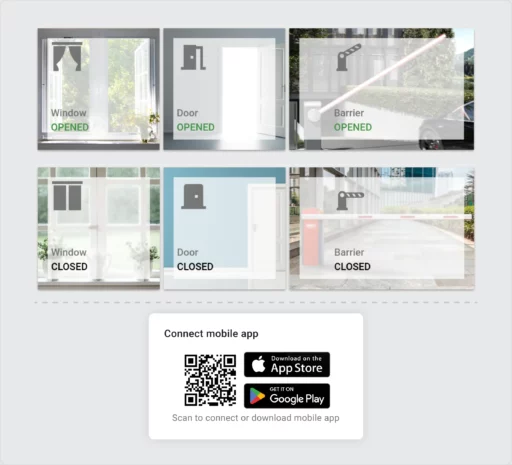 Window
OPENED
Door
OPENED
Barrier
OPENED
Window
CLOSED
Door
CLOSED
Barrier
CLOSED
Connect mobile app
Download on the
App Store
GET IT ON
Google Play
Scan to connect or download mobile app